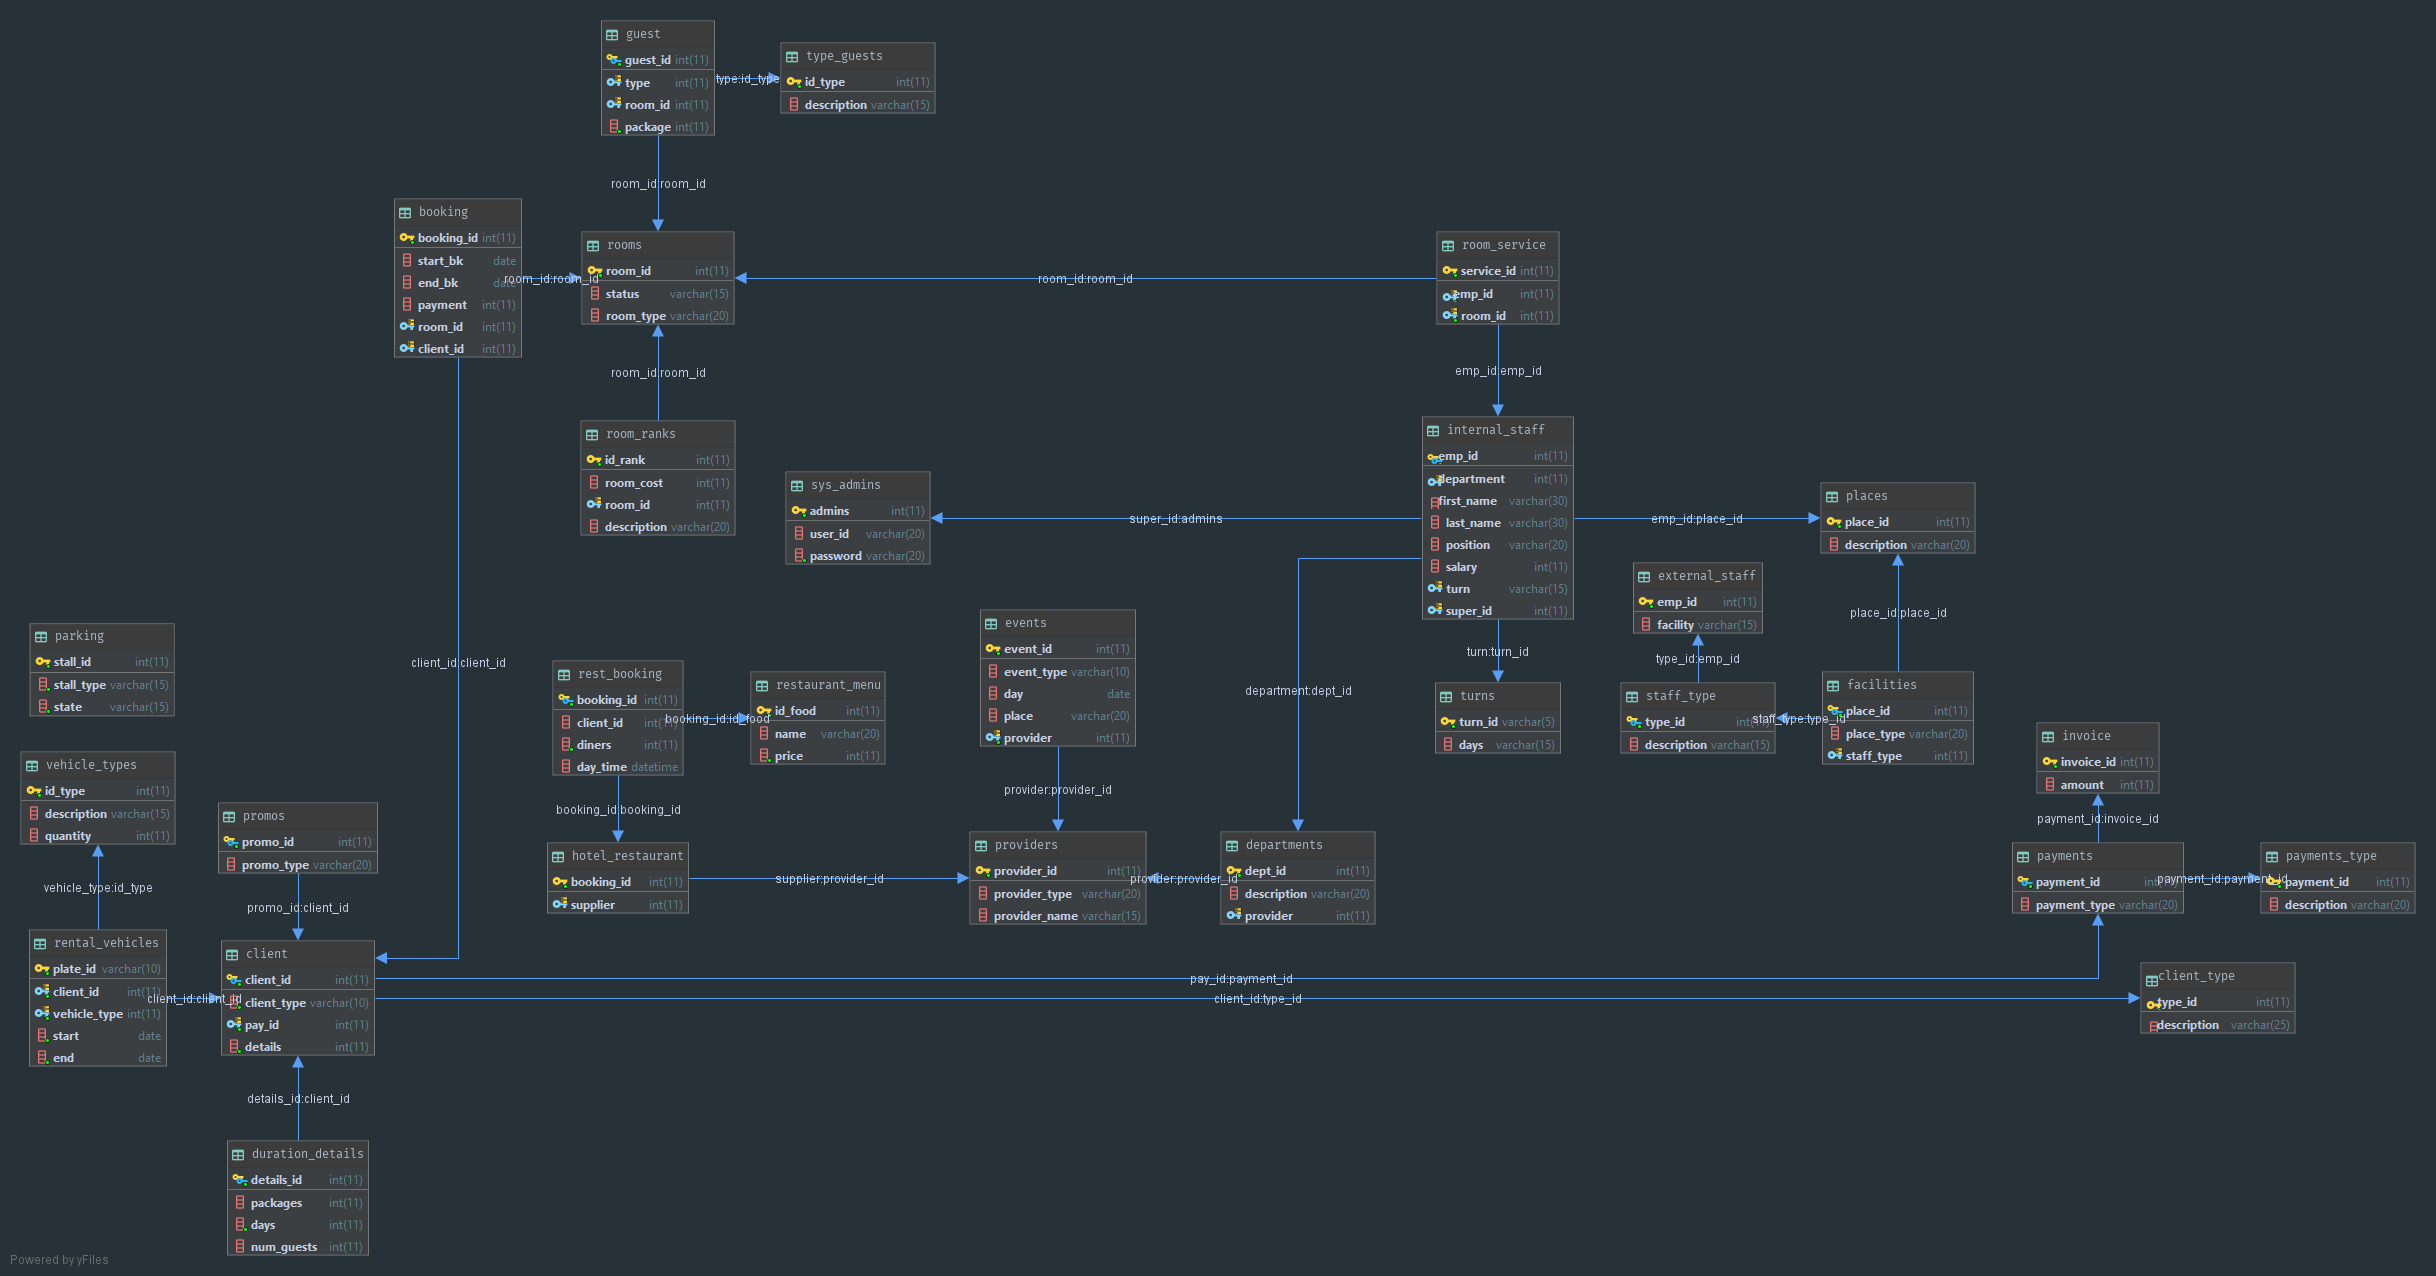 guest
guest_id int(11)
type int(11)
room_id int(11)
package int(11)
type:id_type
type_guests
id_type int(11)
description varchar(15)
room_id:room_id
booking
booking_id int(11)
start_bk date
end_bk date
payment int(11)
room_id int(11)
client_id int(11)
room_id:room_id
rooms
room_id int(11)
status varchar(15)
room_type varchar(20)
room_id:room_id
room_service
service_id int(11)
emp_id int(11)
room_id int(11)
room_id:room_id
emp_id:emp_id
room_ranks
id_rank int(11)
room_cost int(11)
room_id int(11)
description varchar(20)
sys_admins
admins int(11)
user_id varchar(20)
password varchar(20)
super_id:admins
internal_staff
emp_id int(11)
department int(11)
first_name varchar(30)
last_name varchar(30)
position varchar(20)
salary int(11)
turn varchar(15)
super_id int(11)
emp_id:place_id
places
place_id int(11)
description varchar(20)
external_staff
emp_id int(11)
facility varchar(15)
place_id:place_id
parking
stall_id int(11)
stall_type varchar(15)
state varchar(15)
client_id:client_id
rest_booking
booking_id int(11)
client_id int(11)
diners int(11)
day_time datetime
booking_id:id_food
restaurant_menu
id_food int(11)
name varchar(20)
price int(11)
events
event_id int(11)
event_type varchar(10)
day date
place varchar(20)
provider int(11)
department:dept_id
turn:turn_id
turns
turn_id varchar(5)
days varchar(15)
type_id:emp_id
staff_type
type_id int(11)
description varchar(15)
staff_type:type_id
facilities
place_id int(11)
place_type varchar(20)
staff_type int(11)
invoice
invoice_id int(11)
amount int(11)
vehicle_types
id_type int(11)
description varchar(15)
quantity int(11)
promos
promo_id int(11)
promo_type varchar(20)
booking_id:booking_id
provider:provider_id
payment_id:invoice_id
vehicle_type:id_type
hotel_restaurant
booking_id int(11)
supplier int(11)
supplier:provider_id
providers
provider_id int(11)
provider_type varchar(20)
provider_name varchar(15)
provider:provider_id
departments
dept_id int(11)
description varchar(20)
provider int(11)
payments
payment_id int(11)
payment_type varchar(20)
payment_id:payment_id
payments_type
payment_id int(11)
description varchar(20)
promo_id:client_id
rental_vehicles
plate_id varchar(10)
client_id int(11)
vehicle_type int(11)
start date
end date
client_id:client_id
client
client_id int(11)
client_type varchar(10)
pay_id int(11)
details int(11)
pay_id:payment_id
client_id:type_id
client_type
type_id int(11)
description varchar(25)
details_id:client_id
duration_details
details_id int(11)
packages int(11)
days int(11)
num_guests int(11)
Powered by yFiles